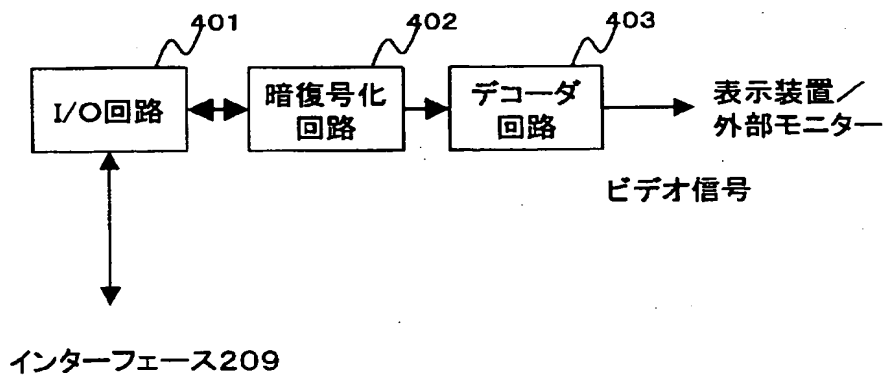 401
402
403
I/O回路
暗復号化
回路
デコーダ
回路
表示装置／
外部モニター
ビデオ信号
インターフェース209